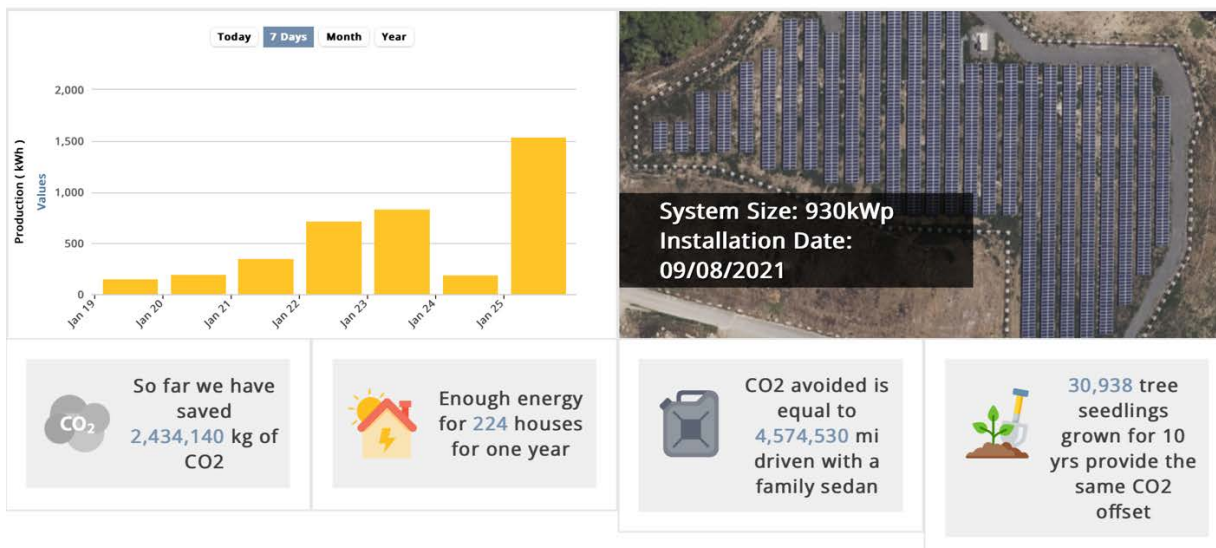 Today 7 Days Month Year
Production ( kWh )
Values
2,000
1,500
1,000
500
0
Jan 19 Jan 20 Jan 21 Jan 22 Jan 23 Jan 24 Jan 25
System Size: 930kWp
Installation Date:
09/08/2021
CO2
So far we have
saved
2,434,140 kg of
CO2
Enough energy
for 224 houses
for one year
CO2 avoided is
equal to
4,574,530 mi
driven with a
family sedan
30,938 tree
seedlings
grown for 10
yrs provide the
same CO2
offset